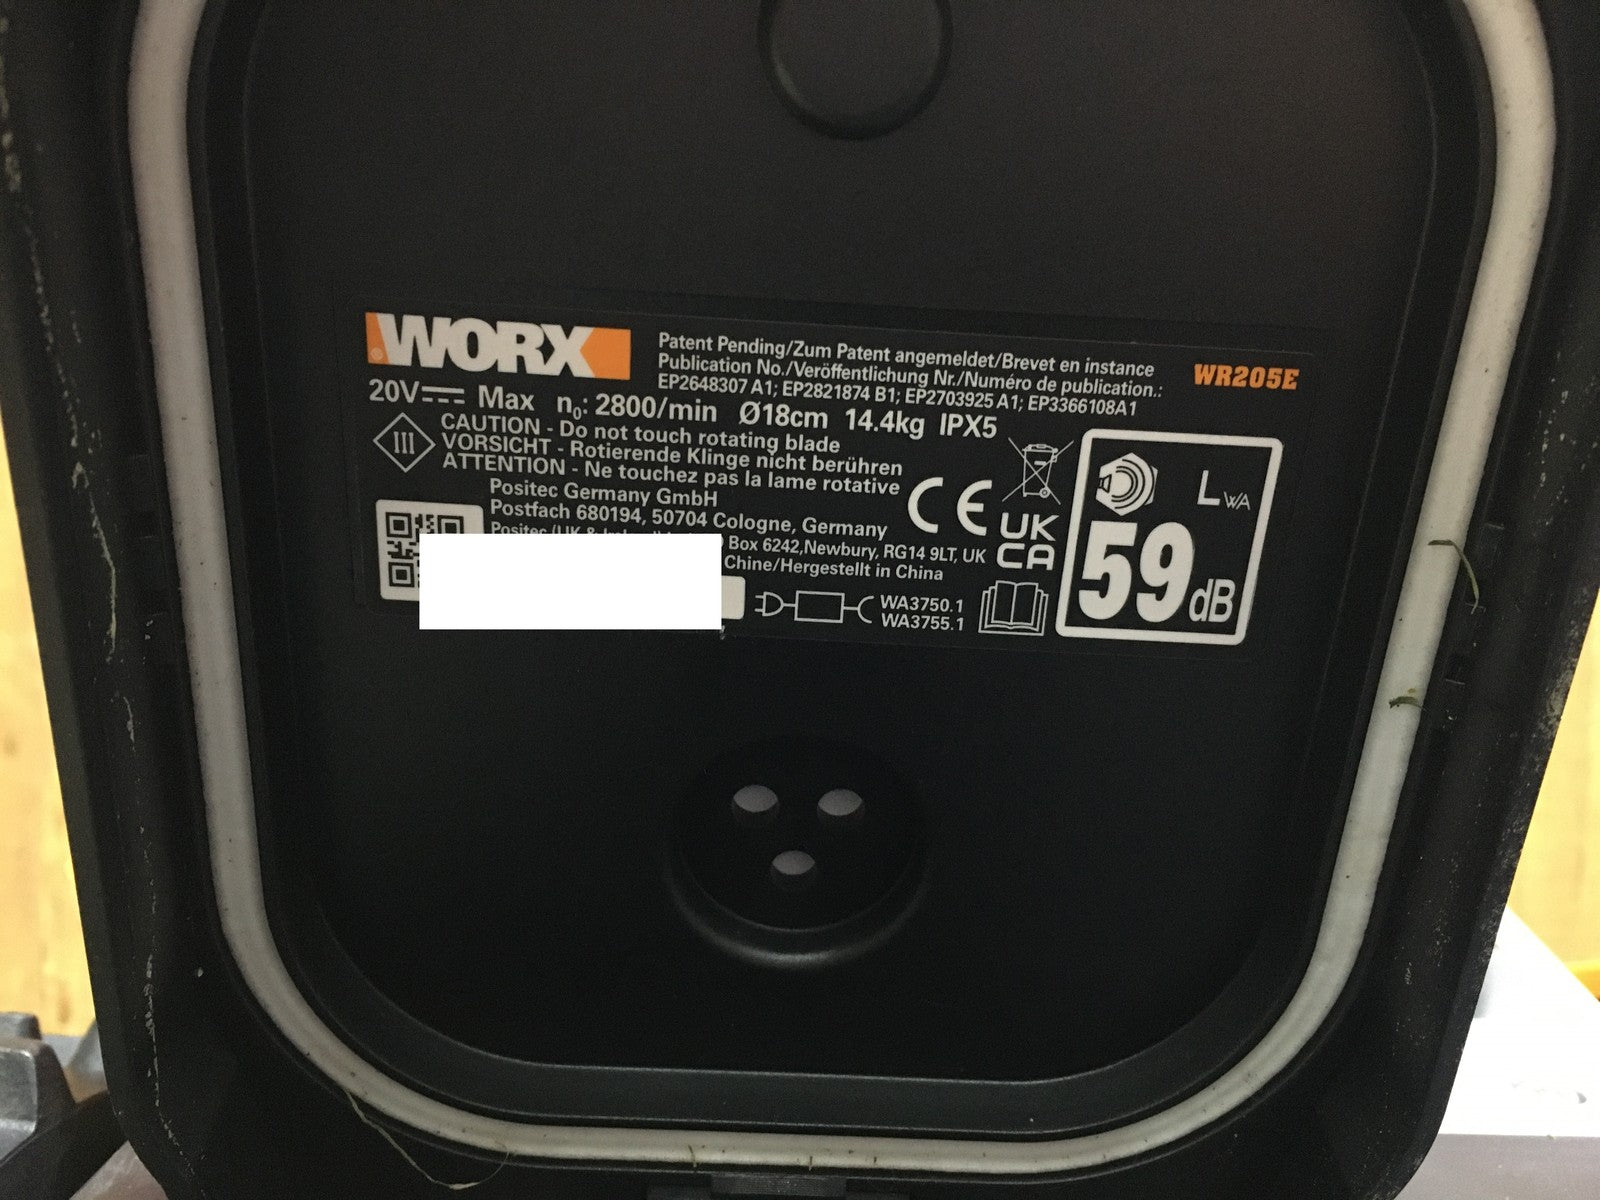 WORX
Patent Pending/Zum Patent angemeldet/Brevet en instance
Publication No./Veröffentlichung Nr./Numéro de publication.:
EP2648307 A1; EP2821874 B1; EP2703925 A1; EP3366108A1
WR205E
20V Max n₀: 2800/min Ø18cm 14.4kg IPX5
III
CAUTION - Do not touch rotating blade
VORSICHT - Rotierende Klinge nicht berühren
ATTENTION - Ne touchez pas la lame rotative
Positec Germany GmbH
Postfach 680194, 50704 Cologne, Germany
Positec (UK & Box 6242,Newbury, RG14 9LT, UK
Chine/Hergestellt in China
WA3750.1
WA3755.1
CE
UK
CA
LWA
59dB